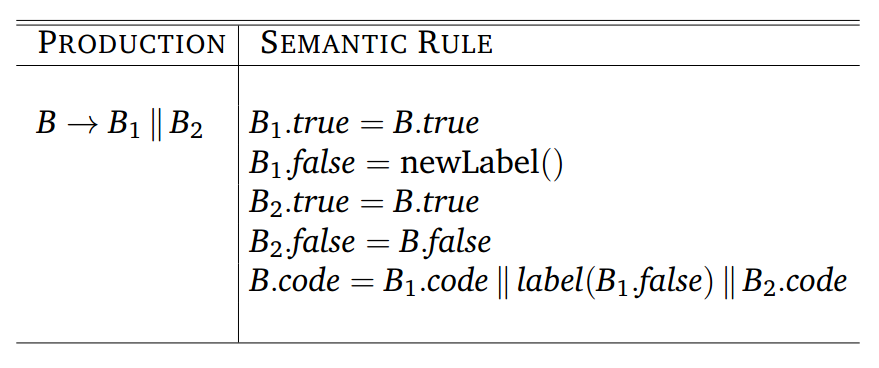 PRODUCTION SEMANTIC RULE
B → B₁ || B₂ B₁.true = B.true
B₁.false = newLabel()
B₂.true = B.true
B₂.false = B.false
B.code = B₁.code || label(B₁.false) || B₂.code